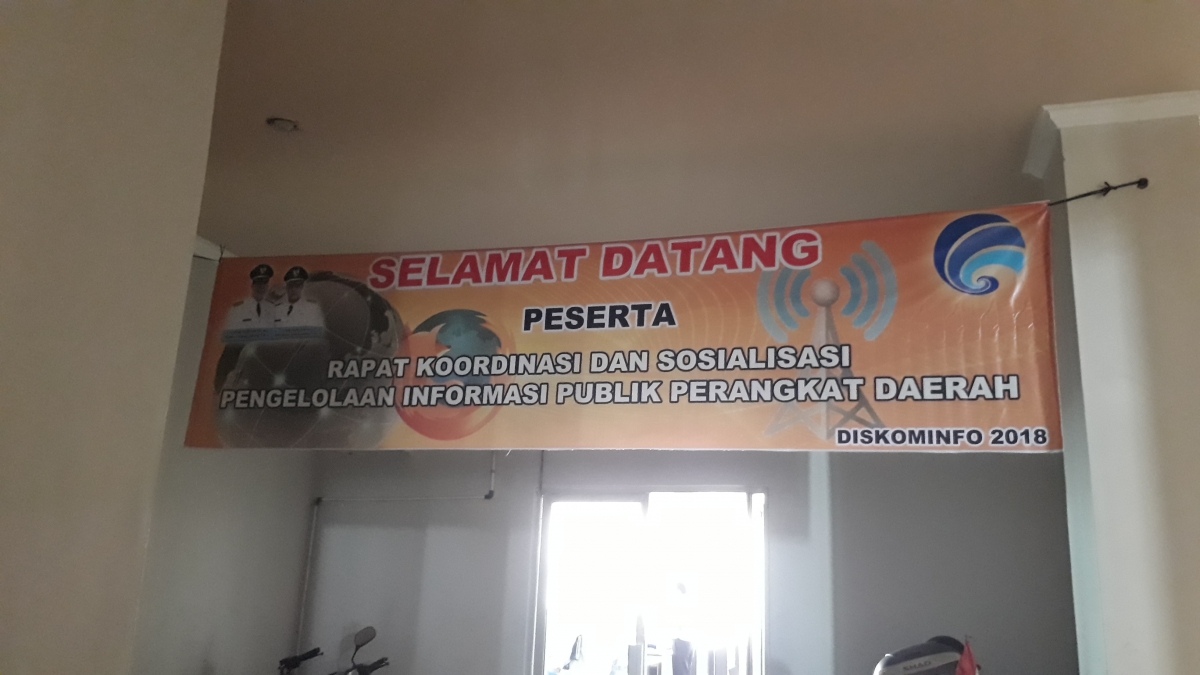 SELAMAT DATANG
PESERTA
RAPAT KOORDINASI DAN SOSIALISASI
PENGELOLAAN INFORMASI PUBLIK PERANGKAT DAERAH
DISKOMINFO 2018